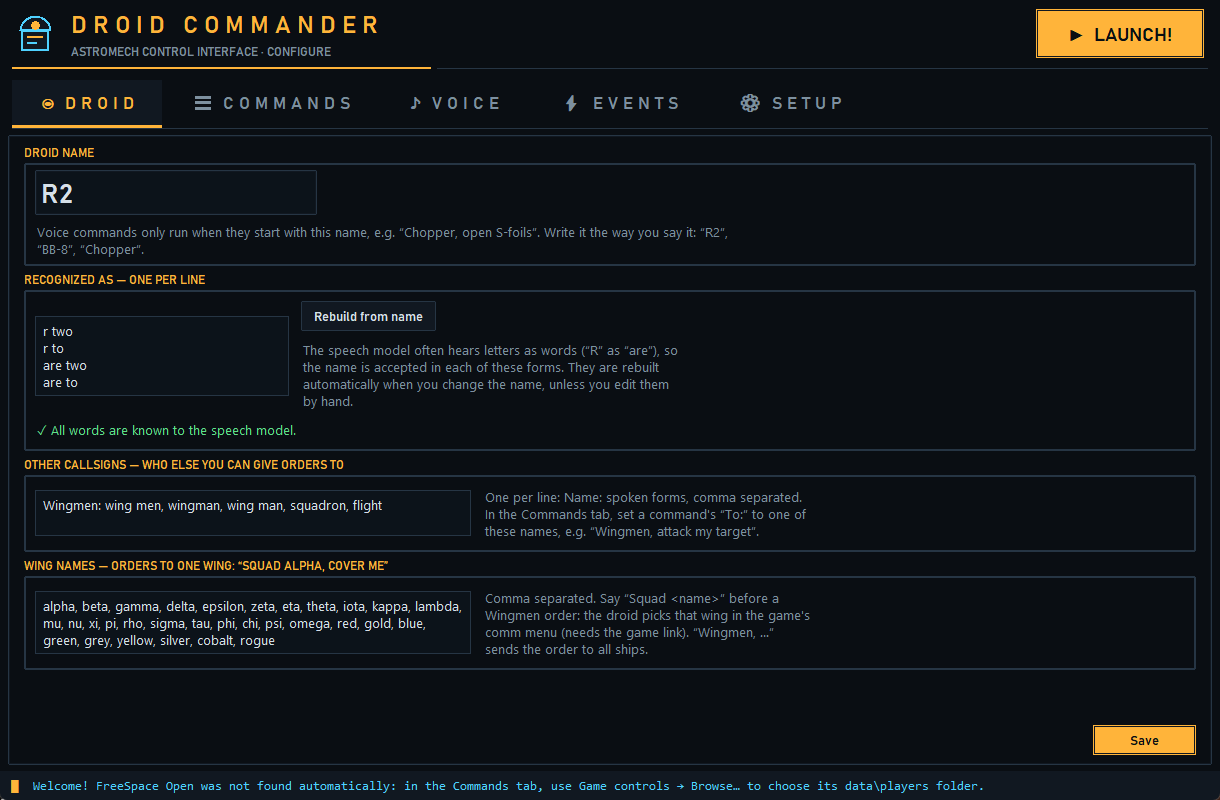 DROID COMMANDER
ASTROMECH CONTROL INTERFACE · CONFIGURE
► LAUNCH!
DROID
COMMANDS
♪ VOICE
EVENTS
SETUP
DROID NAME
R2
Voice commands only run when they start with this name, e.g. “Chopper, open S-foils”. Write it the way you say it: “R2”,
“BB-8”, “Chopper”.
RECOGNIZED AS — ONE PER LINE
r two
r to
are two
are to
Rebuild from name
The speech model often hears letters as words (“R” as “are”), so
the name is accepted in each of these forms. They are rebuilt
automatically when you change the name, unless you edit them
by hand.
✓ All words are known to the speech model.
OTHER CALLSIGNS — WHO ELSE YOU CAN GIVE ORDERS TO
Wingmen: wing men, wingman, wing man, squadron, flight
One per line: Name: spoken forms, comma separated.
In the Commands tab, set a command's “To:” to one of
these names, e.g. “Wingmen, attack my target”.
WING NAMES — ORDERS TO ONE WING: “SQUAD ALPHA, COVER ME”
alpha, beta, gamma, delta, epsilon, zeta, eta, theta, iota, kappa, lambda,
mu, nu, xi, pi, rho, sigma, tau, phi, chi, psi, omega, red, gold, blue,
green, grey, yellow, silver, cobalt, rogue
Comma separated. Say “Squad <name>” before a
Wingmen order: the droid picks that wing in the game's
comm menu (needs the game link). “Wingmen, ...”
sends the order to all ships.
Save
Welcome! FreeSpace Open was not found automatically: in the Commands tab, use Game controls → Browse… to choose its data\players folder.